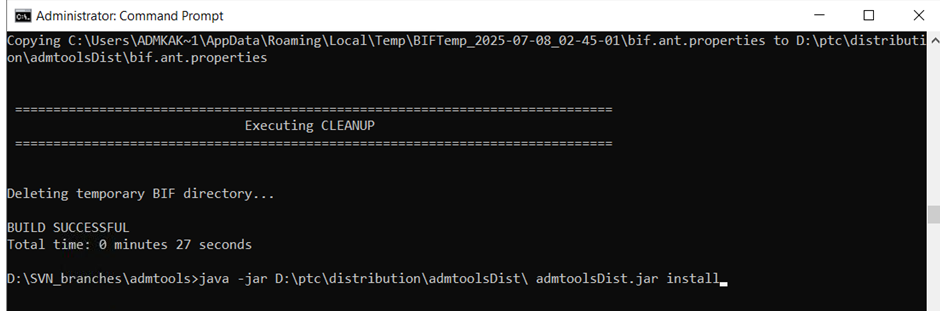 Administrator: Command Prompt
Copying C:\Users\ADMKAK~1\AppData\Roaming\Local\Temp\BIFTemp_2025-07-08_02-45-01\bif.ant.properties to D:\ptc\distributi
on\admtoolsDist\bif.ant.properties
================================================================================
Executing CLEANUP
================================================================================
Deleting temporary BIF directory...
BUILD SUCCESSFUL
Total time: 0 minutes 27 seconds
D:\SVN_branches\admtools>java -jar D:\ptc\distribution\admtoolsDist\ admtoolsDist.jar install